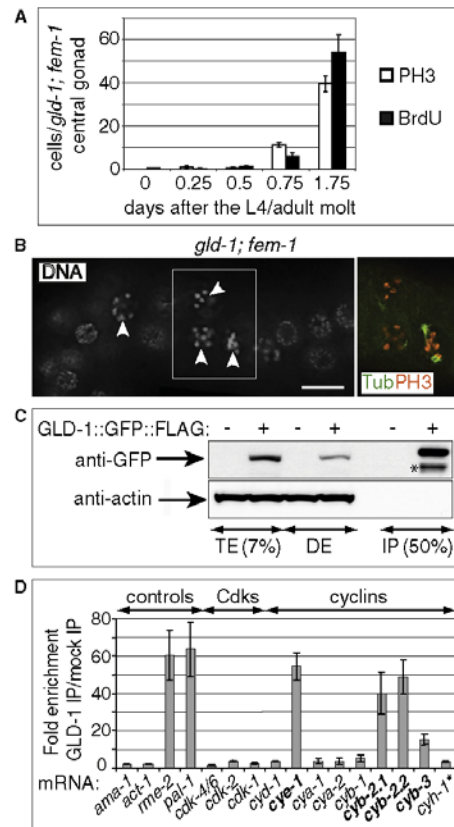 A
cells/gld-1; fem-1
central gonad
60
40
20
0
0 0.25 0.5 0.75 1.75
days after the L4/adult molt
PH3
BrdU
B
gld-1; fem-1
DNA
TubPH3
C
GLD-1::GFP::FLAG: - + - + - +
anti-GFP
*
anti-actin
TE (7%) DE IP (50%)
D
controls Cdks cyclins
Fold enrichment
GLD-1 IP/mock IP
80
60
40
20
0
mRNA: ama-1 act-1 rme-2 pal-1 cdk-4/6 cdk-2 cdk-1 cyd-1 cye-1 cya-1 cya-2 cyb-1 cyb-2.1 cyb-2.2 cyb-3 cyh-1*